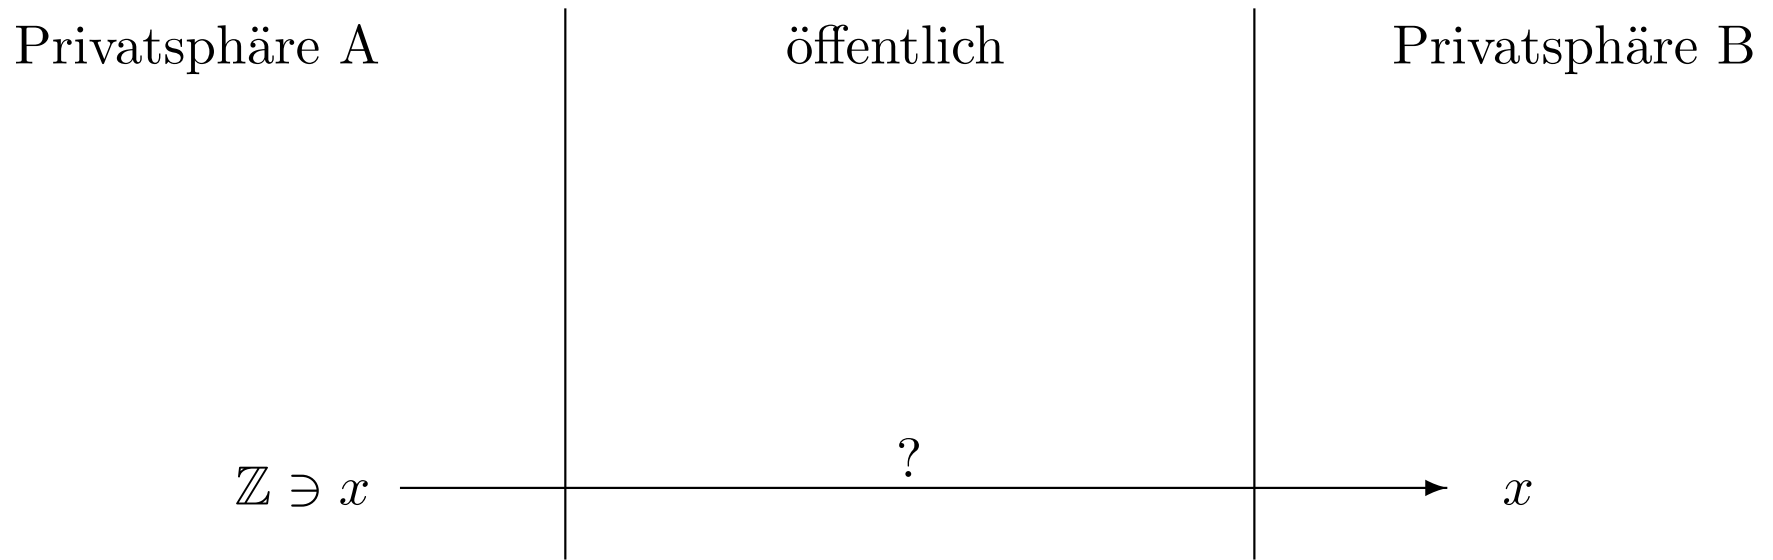 Privatsphäre A öffentlich Privatsphäre B
?
ℤ ∋ x x